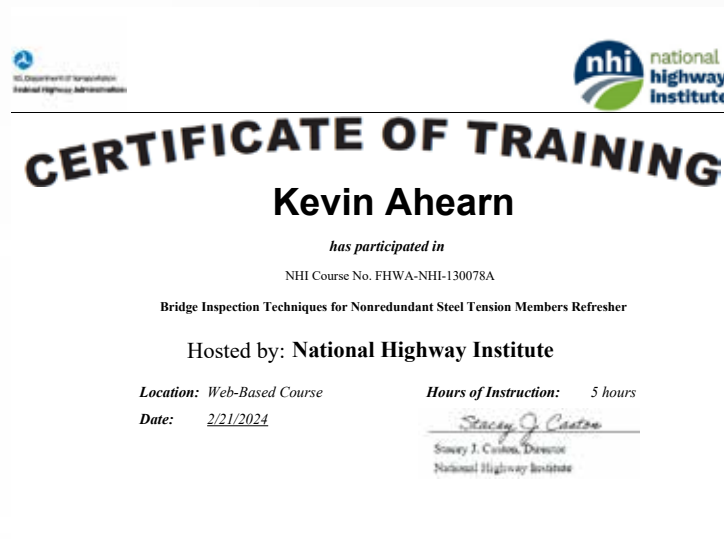 U.S. Department of Transportation
Federal Highway Administration
nhi national
highway
institute
CERTIFICATE OF TRAINING
Kevin Ahearn
has participated in
NHI Course No. FHWA-NHI-130078A
Bridge Inspection Techniques for Nonredundant Steel Tension Members Refresher
Hosted by: National Highway Institute
Location: Web-Based Course Hours of Instruction: 5 hours
Date: 2/21/2024
Stacey J. Caston
Stacey J. Caston, Director
National Highway Institute